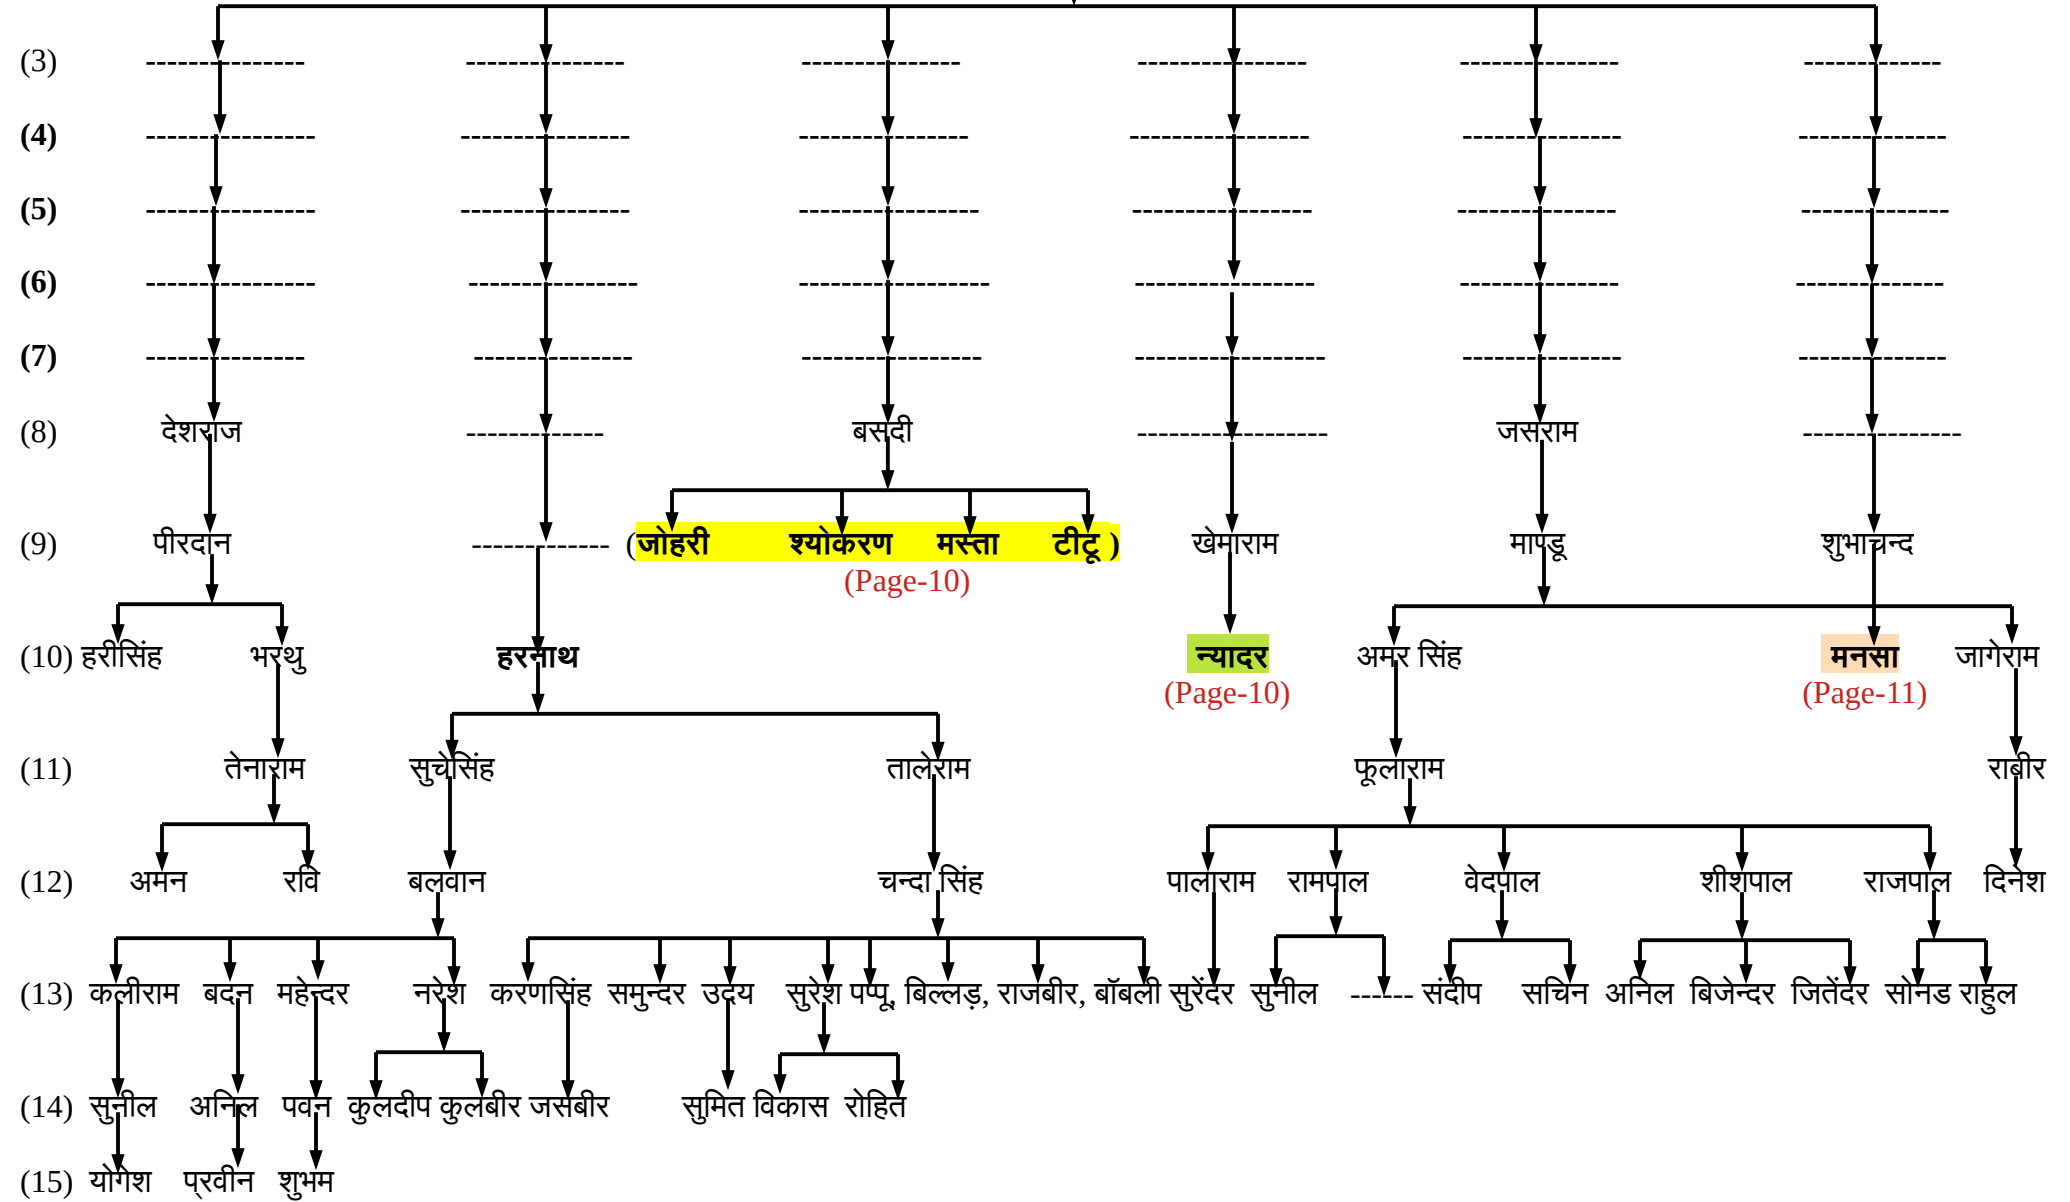 (3) --------------- --------------- --------------- ---------------- --------------- -------------
(4) ---------------- ---------------- ---------------- ----------------- --------------- --------------
(5) ---------------- ---------------- ----------------- ----------------- --------------- --------------
(6) ---------------- ---------------- ------------------ ----------------- --------------- --------------
(7) --------------- --------------- ----------------- ------------------ --------------- --------------
(8) देशराज ------------- बसदी ------------------ जसराम ---------------
(9) पीरदान ------------- (जोहरी श्योकरण मस्ता टीटू ) खेमाराम माण्डू शुभाचन्द
(Page-10)
(10) हरीसिंह भरथु हरनाथ न्यादर अमर सिंह मनसा जागेराम
(Page-10) (Page-11)
(11) तेनाराम सुचेसिंह तालेराम फूलाराम राबीर
(12) अमन रवि बलवान चन्दा सिंह पालाराम रामपाल वेदपाल शीशपाल राजपाल दिनेश
(13) कलीराम बदन महेन्दर नरेश करणसिंह समुन्दर उदय सुरेश पप्पू, बिल्लड़, राजबीर, बॉबली सुरेंदर सुनील ------ संदीप सचिन अनिल बिजेन्दर जितेंदर सोनड राहुल
(14) सुनील अनिल पवन कुलदीप कुलबीर जसबीर सुमित विकास रोहित
(15) योगेश प्रवीन शुभम